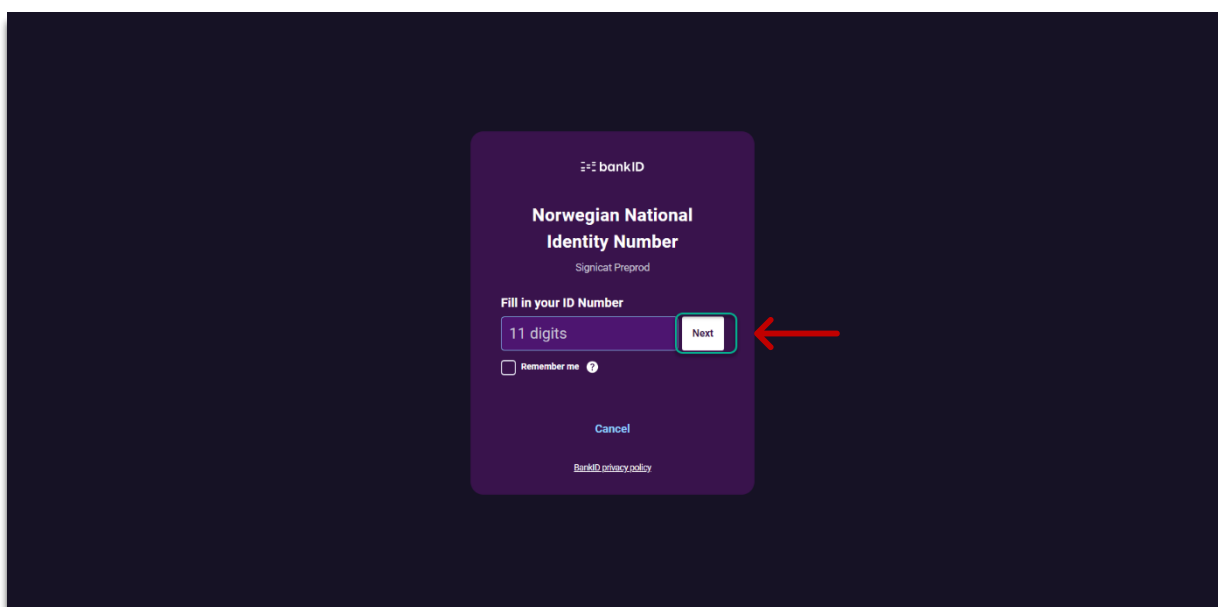 bankID
Norwegian National
Identity Number
Signicat Preprod
Fill in your ID Number
11 digits
Next
Remember me ?
Cancel
BankID privacy policy